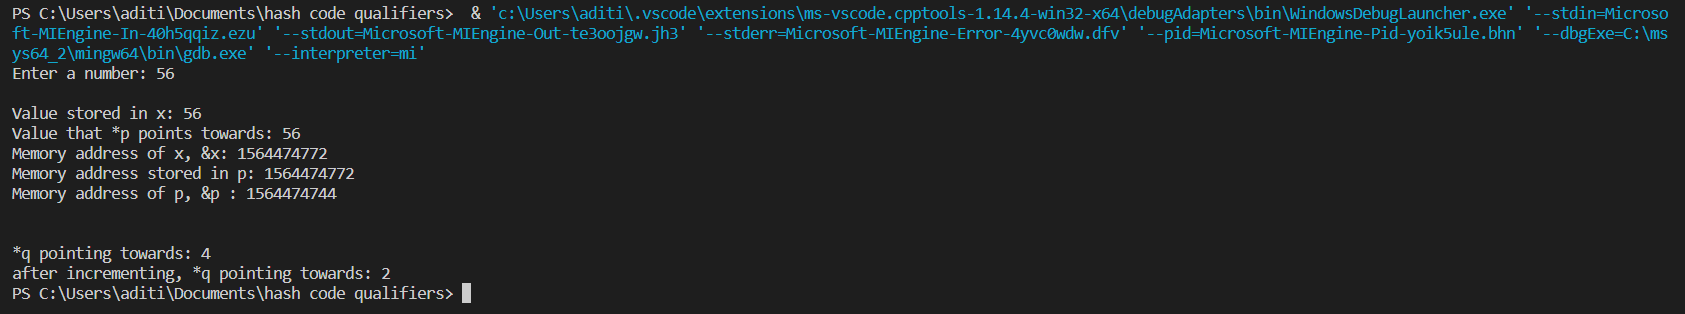 PS C:\Users\aditi\Documents\hash code qualifiers>  & 'c:\Users\aditi\.vscode\extensions\ms-vscode.cpptools-1.14.4-win32-x64\debugAdapters\bin\WindowsDebugLauncher.exe' '--stdin=Microso
ft-MIEngine-In-40h5qqiz.ezu' '--stdout=Microsoft-MIEngine-Out-te3oojgw.jh3' '--stderr=Microsoft-MIEngine-Error-4yvc0wdw.dfv' '--pid=Microsoft-MIEngine-Pid-yoik5ule.bhn' '--dbgExe=C:\ms
ys64_2\mingw64\bin\gdb.exe' '--interpreter=mi'
Enter a number: 56
Value stored in x: 56
Value that *p points towards: 56
Memory address of x, &x: 1564474772
Memory address stored in p: 1564474772
Memory address of p, &p : 1564474744
*q pointing towards: 4
after incrementing, *q pointing towards: 2
PS C:\Users\aditi\Documents\hash code qualifiers>